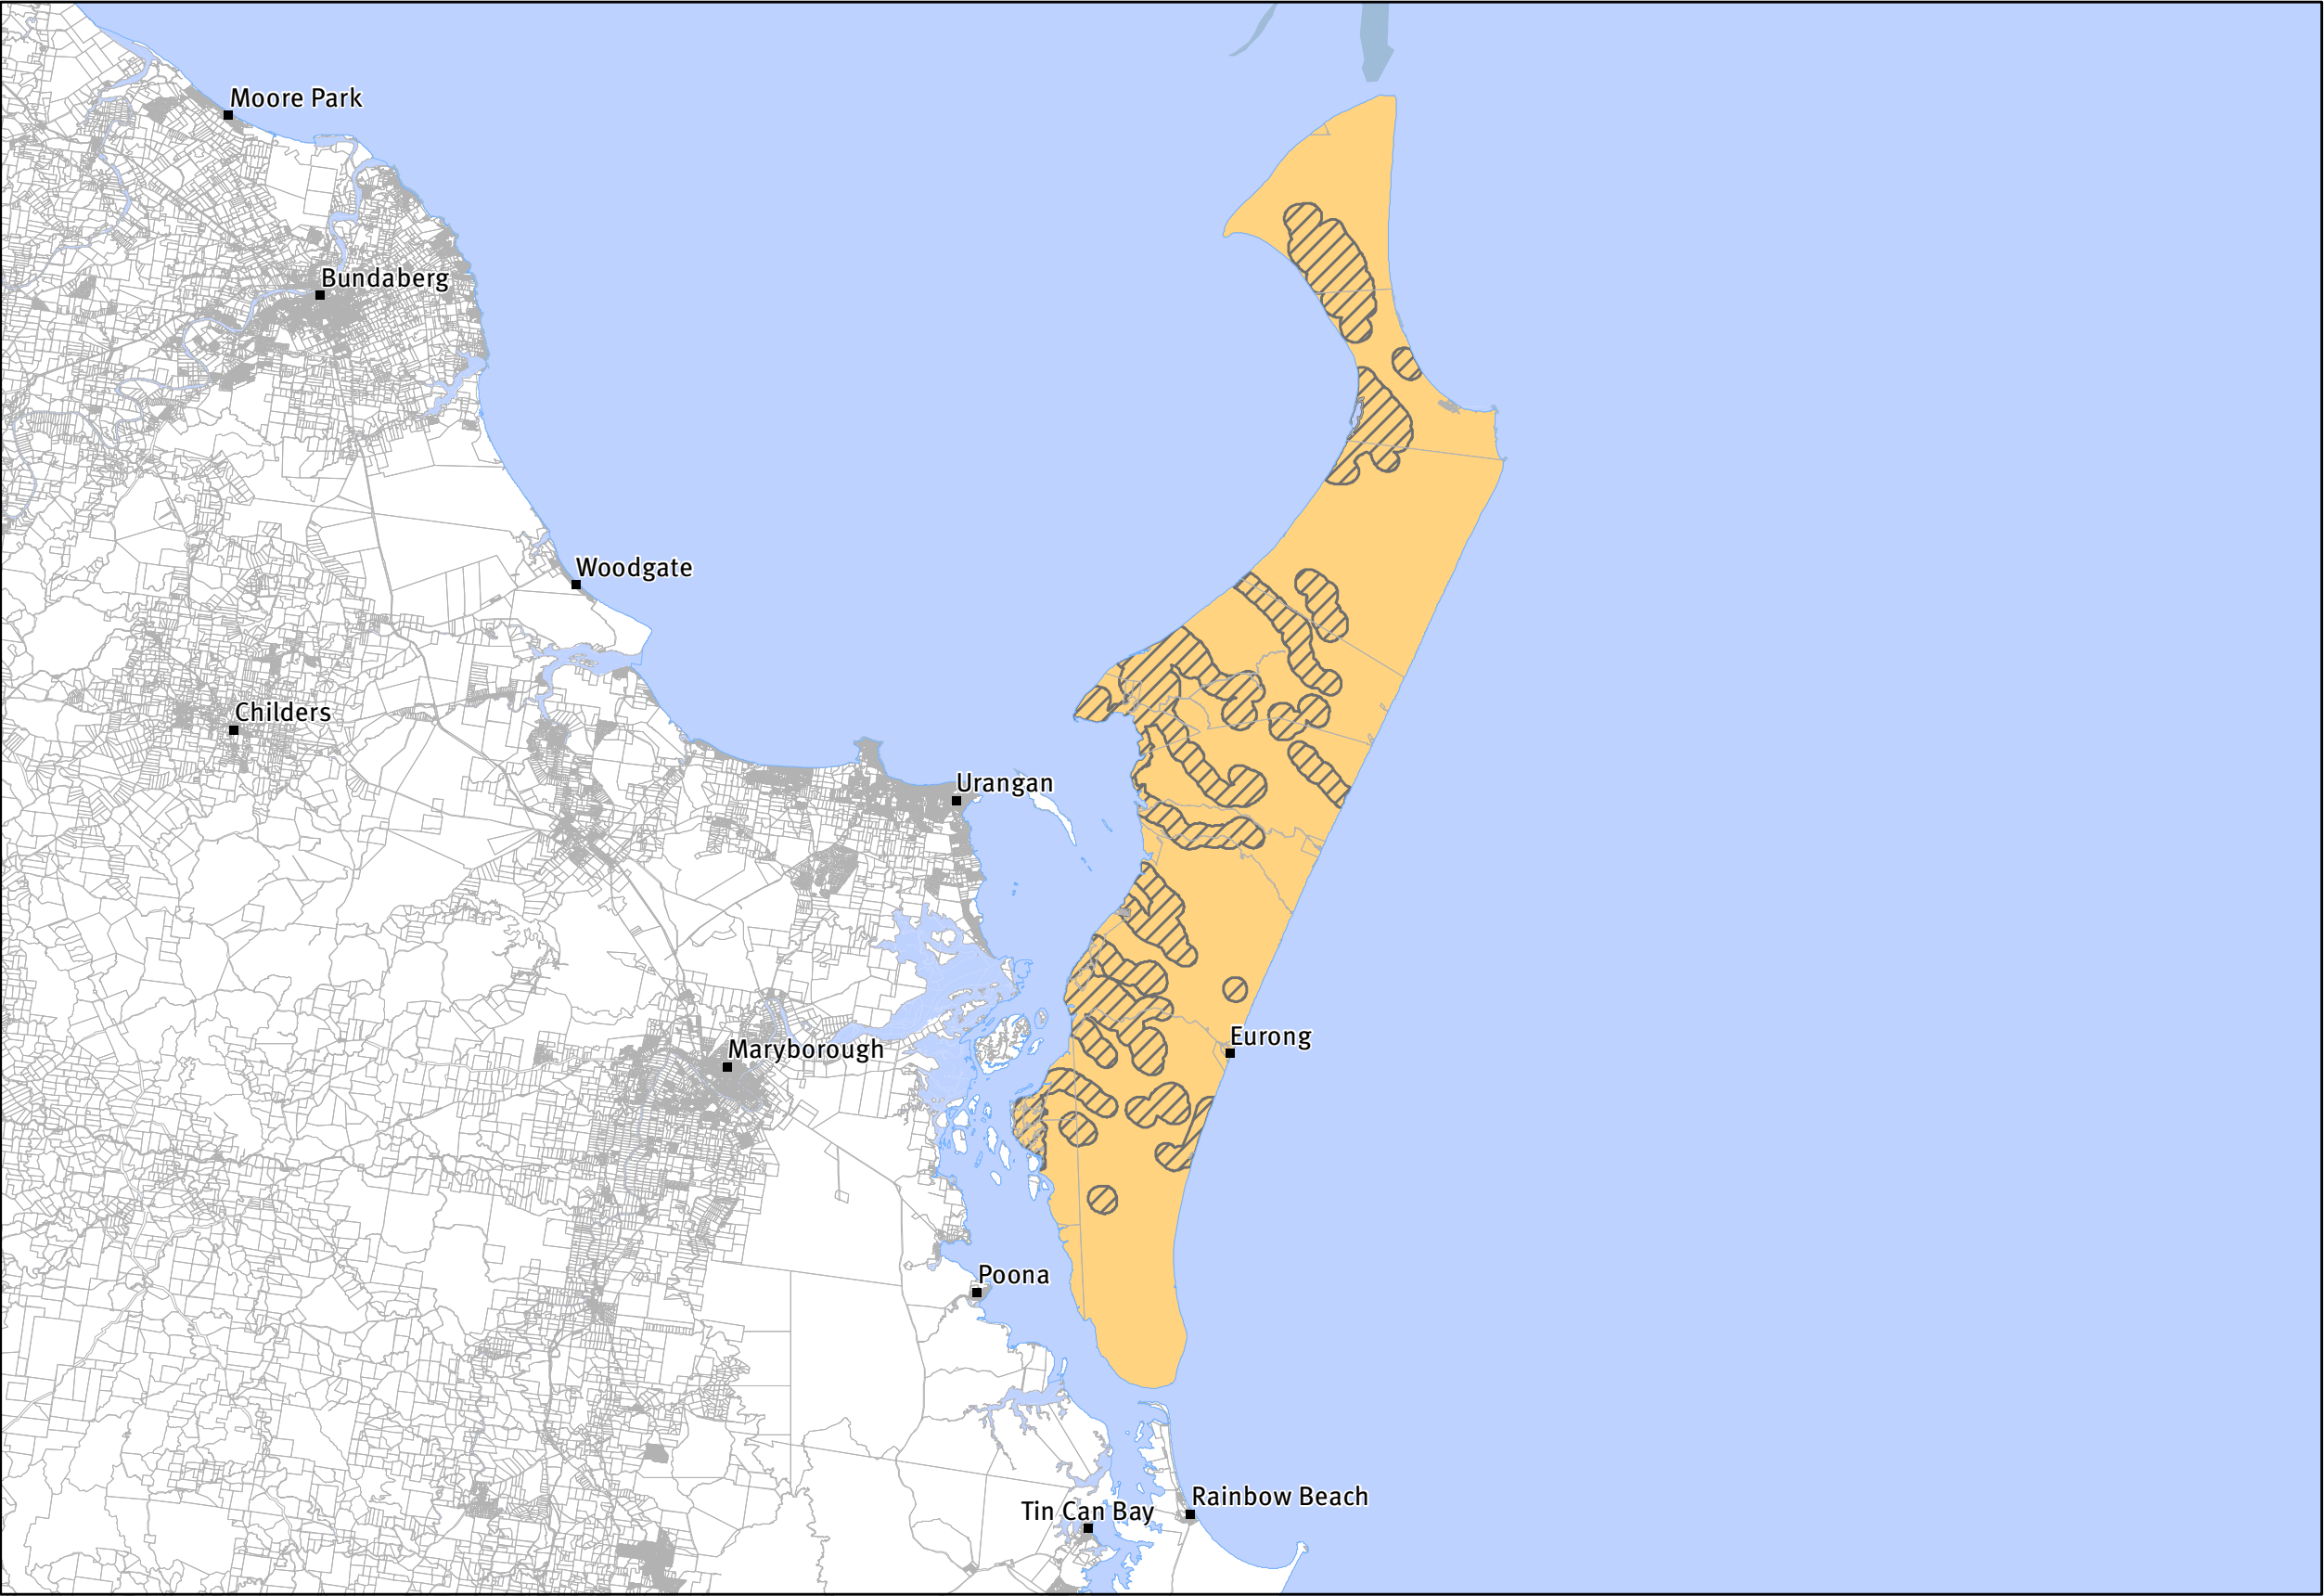 Moore Park
Bundaberg
Woodgate
Childers
Urangan
Eurong
Maryborough
Poona
Rainbow Beach
Tin Can Bay